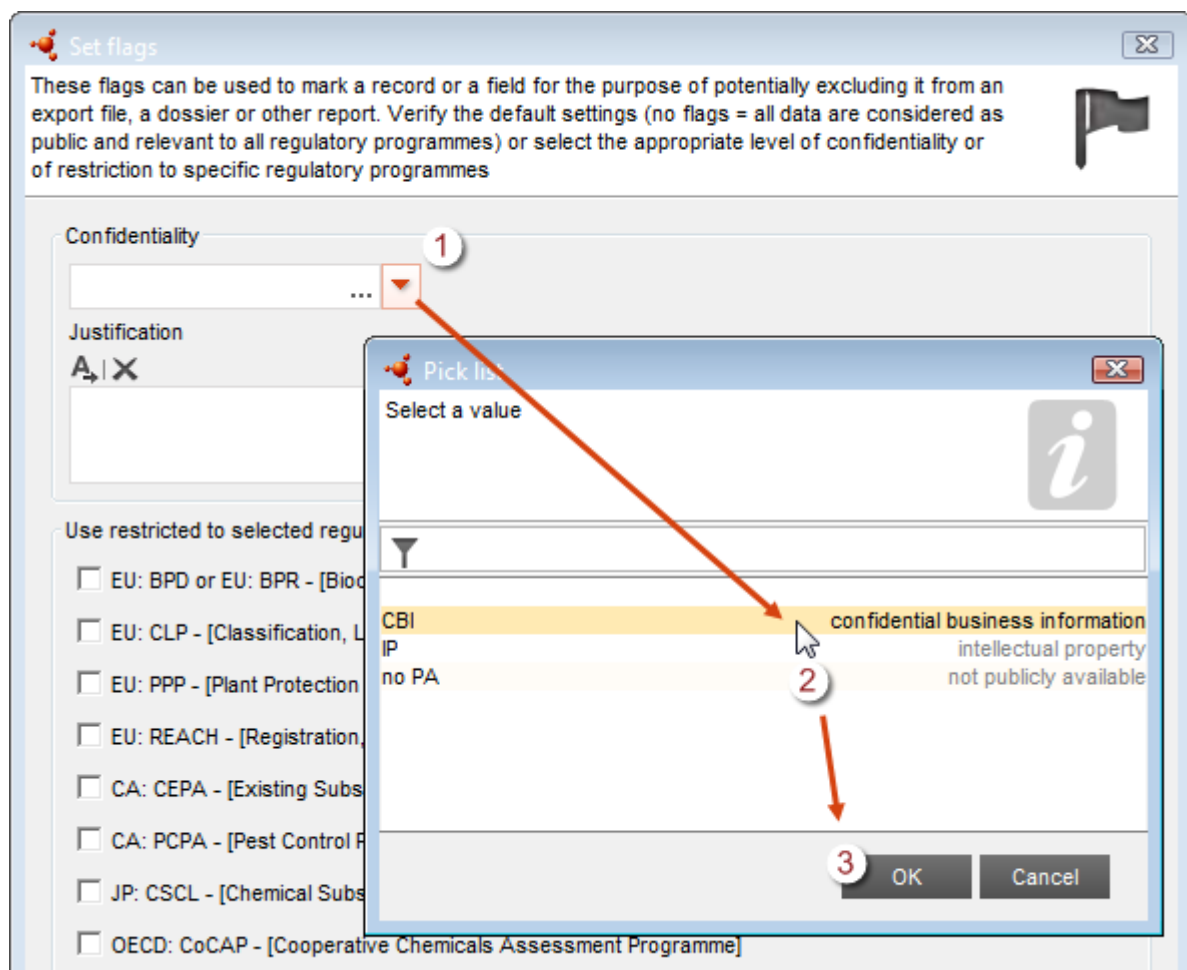 Set flags
These flags can be used to mark a record or a field for the purpose of potentially excluding it from an
export file, a dossier or other report. Verify the default settings (no flags = all data are considered as
public and relevant to all regulatory programmes) or select the appropriate level of confidentiality or
of restriction to specific regulatory programmes
Confidentiality
1
...
Justification
A
Pick list
Select a value
i
Use restricted to selected regu
EU: BPD or EU: BPR - [Bioc
EU: CLP - [Classification, L
CBI confidential business information
IP intellectual property
no PA not publicly available
2
EU: PPP - [Plant Protection
EU: REACH - [Registration,
CA: CEPA - [Existing Subs
CA: PCPA - [Pest Control
3
OK Cancel
JP: CSCL - [Chemical Subs
OECD: CoCAP - [Cooperative Chemicals Assessment Programme]